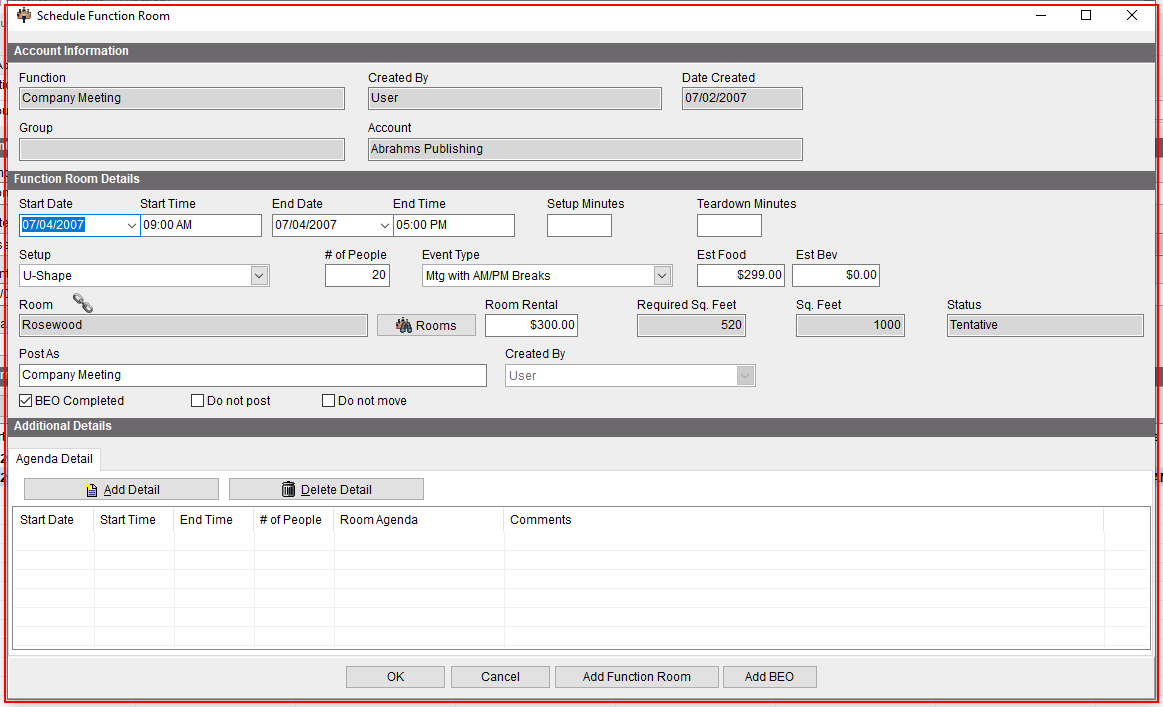 Schedule Function Room
Account Information
Function Created By Date Created
Company Meeting User 07/02/2007
Group Account
Abrahms Publishing
Function Room Details
Start Date Start Time End Date End Time Setup Minutes Teardown Minutes
07/04/2007 09:00 AM 07/04/2007 05:00 PM
Setup # of People Event Type Est Food Est Bev
U-Shape 20 Mtg with AM/PM Breaks $299.00 $0.00
Room Room Rental Required Sq. Feet Sq. Feet Status
Rosewood Rooms $300.00 520 1000 Tentative
Post As Created By
Company Meeting User
BEO Completed Do not post Do not move
Additional Details
Agenda Detail
Add Detail Delete Detail
Start Date Start Time End Time # of People Room Agenda Comments
OK Cancel Add Function Room Add BEO